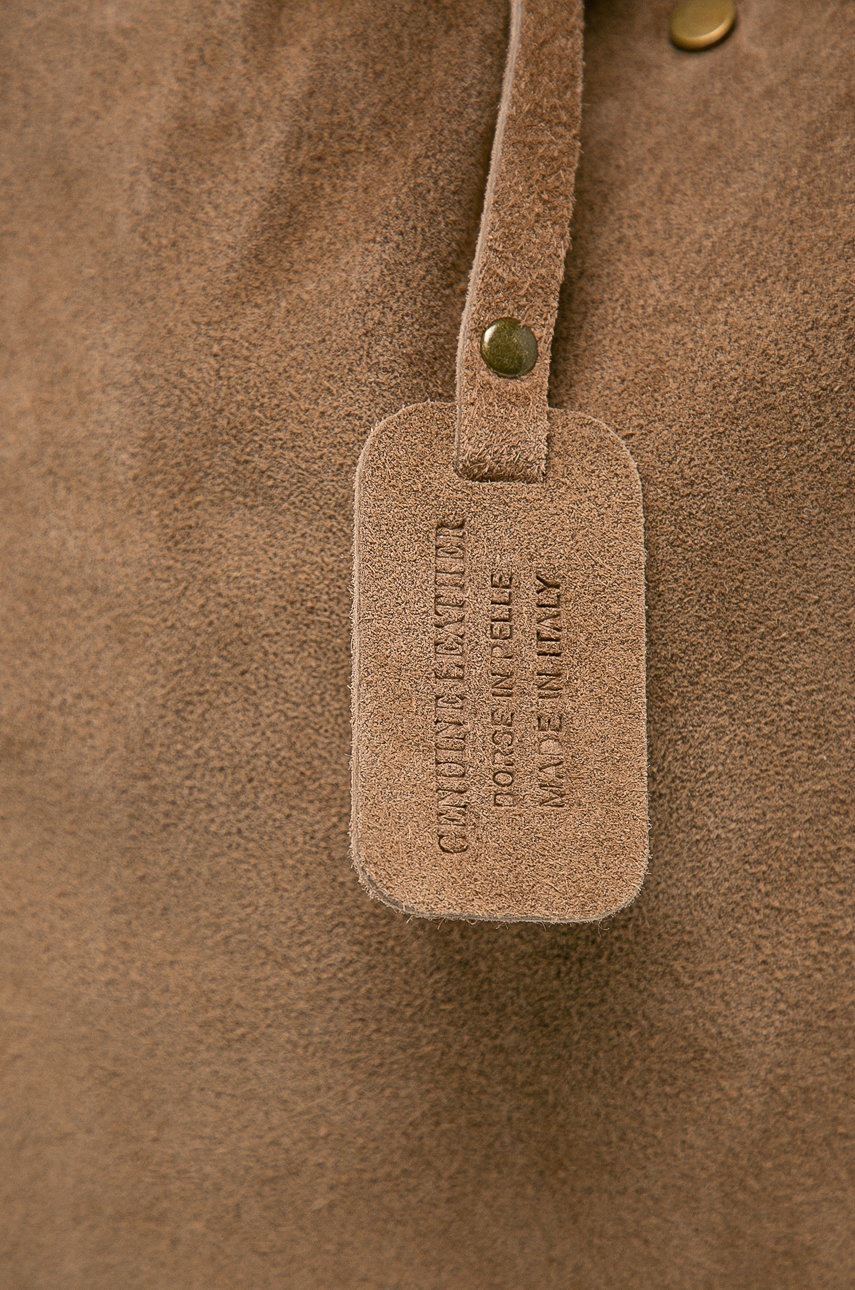 GENUINE LEATHER
BORSE IN PELLE
MADE IN ITALY